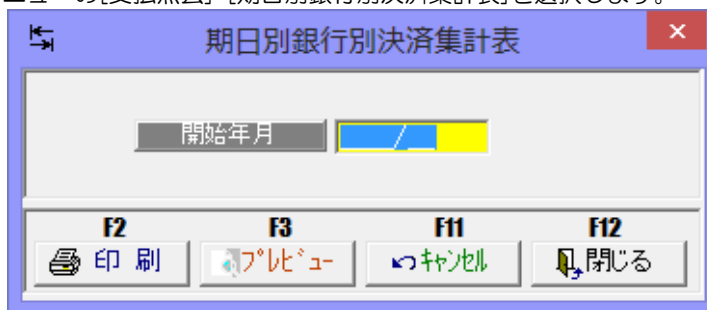 ニューの[支払照会]-[期日別銀行別決済集計表]を選択します。
期日別銀行別決済集計表
開始年月 /
F2 F3 F11 F12
印 刷 ﾌﾟﾚﾋﾞｭｰ ｷｬﾝｾﾙ 閉じる